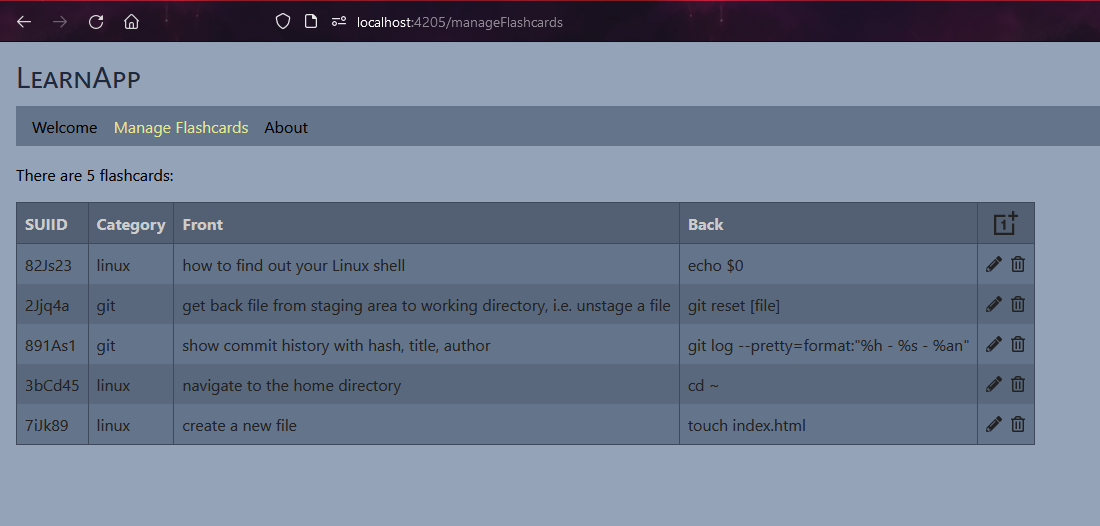 localhost:4205/manageFlashcards
LearnApp
Welcome Manage Flashcards About
There are 5 flashcards:
SUIID Category Front Back 1+
82Js23 linux how to find out your Linux shell echo $0
2Jjq4a git get back file from staging area to working directory, i.e. unstage a file git reset [file]
891As1 git show commit history with hash, title, author git log --pretty=format:"%h - %s - %an"
3bCd45 linux navigate to the home directory cd ~
7iJk89 linux create a new file touch index.html